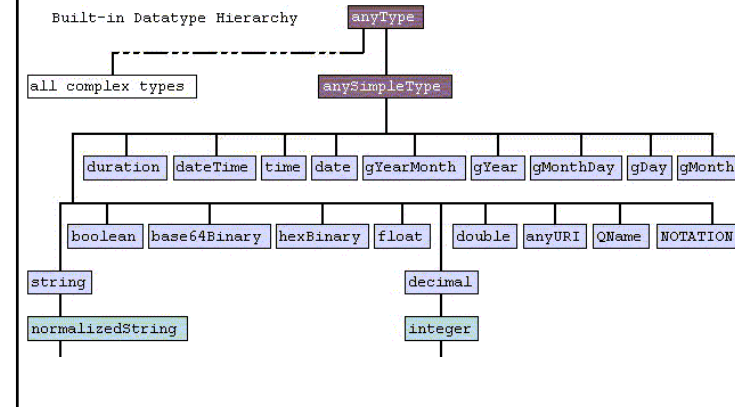 Built-in Datatype Hierarchy
anyType
all complex types
anySimpleType
duration
dateTime
time
date
gYearMonth
gYear
gMonthDay
gDay
gMonth
boolean
base64Binary
hexBinary
float
double
anyURI
QName
NOTATION
string
decimal
normalizedString
integer